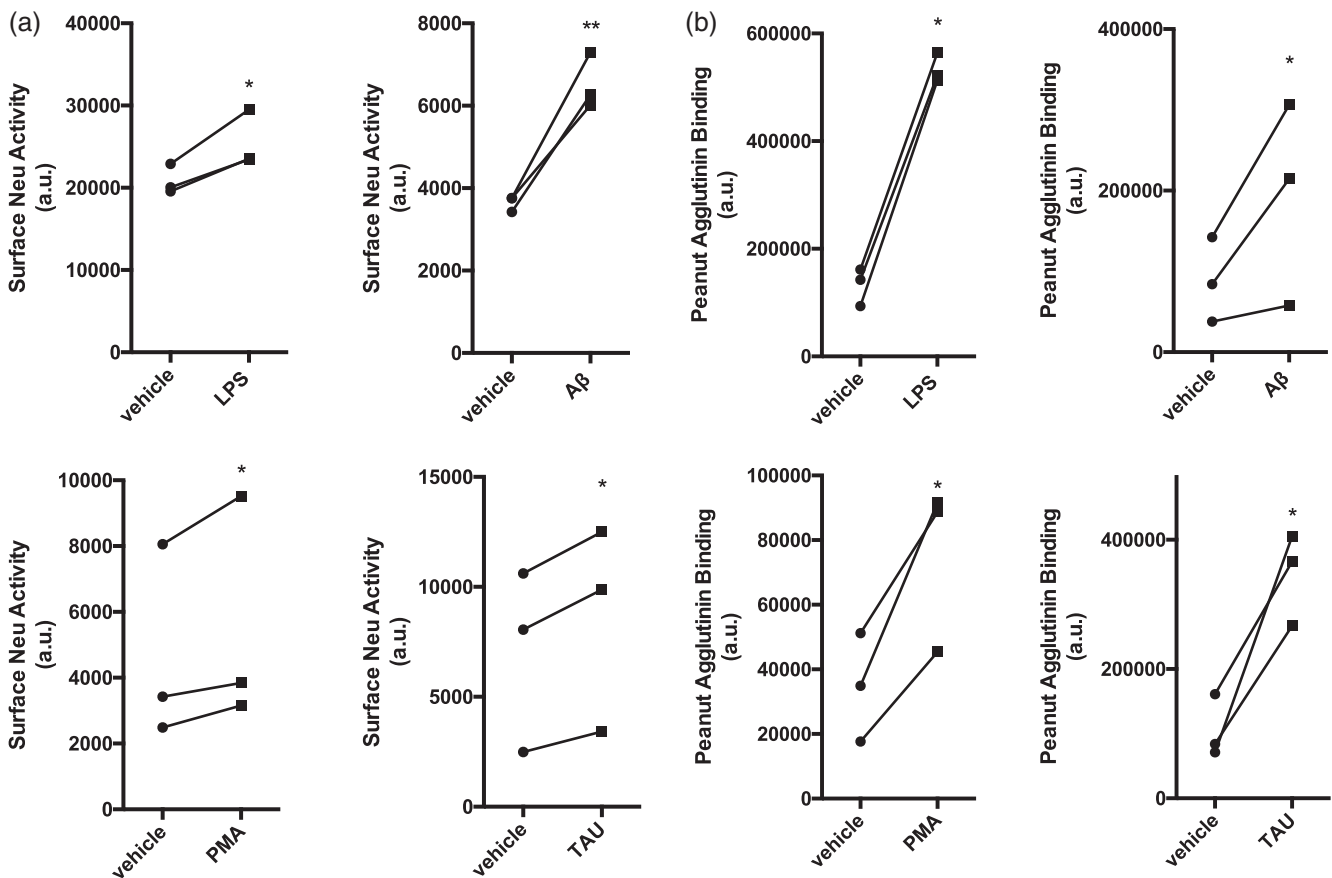 (a)
40000
30000
20000
10000
0
Surface Neu Activity
(a.u.)
*
vehicle
LPS
8000
6000
4000
2000
0
Surface Neu Activity
(a.u.)
**
vehicle
Aβ
(b)
600000
400000
200000
0
Peanut Agglutinin Binding
(a.u.)
*
vehicle
LPS
400000
200000
0
Peanut Agglutinin Binding
(a.u.)
*
vehicle
Aβ
10000
8000
6000
4000
2000
0
Surface Neu Activity
(a.u.)
*
vehicle
PMA
15000
10000
5000
0
Surface Neu Activity
(a.u.)
*
vehicle
TAU
100000
80000
60000
40000
20000
0
Peanut Agglutinin Binding
(a.u.)
*
vehicle
PMA
400000
200000
0
Peanut Agglutinin Binding
(a.u.)
*
vehicle
TAU